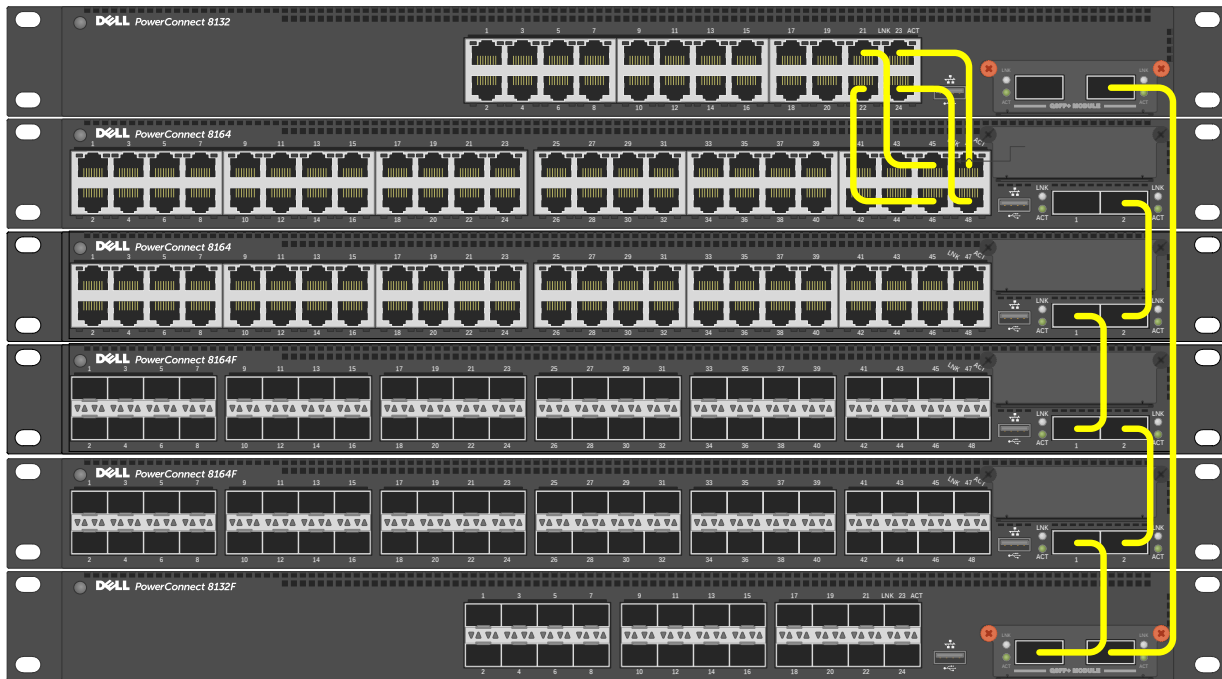 DELL PowerConnect 8132
1 3 5 7 9 11 13 15 17 19 21 LNK 23 ACT
LNK LNK
ACT ACT
QSFP+ MODULE
2 4 6 8 10 12 14 16 18 20 22 24
DELL PowerConnect 8164
1 3 5 7 9 11 13 15 17 19 21 23 25 27 29 31 33 35 37 39 41 43 45 ACT
LNK LNK
ACT 1 2 ACT
2 4 6 8 10 12 14 16 18 20 22 24 26 28 30 32 34 36 38 40 42 44 46 48
DELL PowerConnect 8164
1 3 5 7 9 11 13 15 17 19 21 23 25 27 29 31 33 35 37 39 41 43 45 LNK 47 ACT
LNK LNK
ACT 1 2 ACT
2 4 6 8 10 12 14 16 18 20 22 24 26 28 30 32 34 36 38 40 42 44 46 48
DELL PowerConnect 8164F
1 3 5 7 9 11 13 15 17 19 21 23 25 27 29 31 33 35 37 39 41 43 45 LNK 47 ACT
LNK LNK
ACT 1 2 ACT
2 4 6 8 10 12 14 16 18 20 22 24 26 28 30 32 34 36 38 40 42 44 46 48
DELL PowerConnect 8164F
1 3 5 7 9 11 13 15 17 19 21 23 25 27 29 31 33 35 37 39 41 43 45 LNK 47 ACT
LNK LNK
ACT 1 2 ACT
2 4 6 8 10 12 14 16 18 20 22 24 26 28 30 32 34 36 38 40 42 44 46 48
DELL PowerConnect 8132F
1 3 5 7 9 11 13 15 17 19 21 LNK 23 ACT
LNK LNK
ACT ACT
QSFP+ MODULE
2 4 6 8 10 12 14 16 18 20 22 24